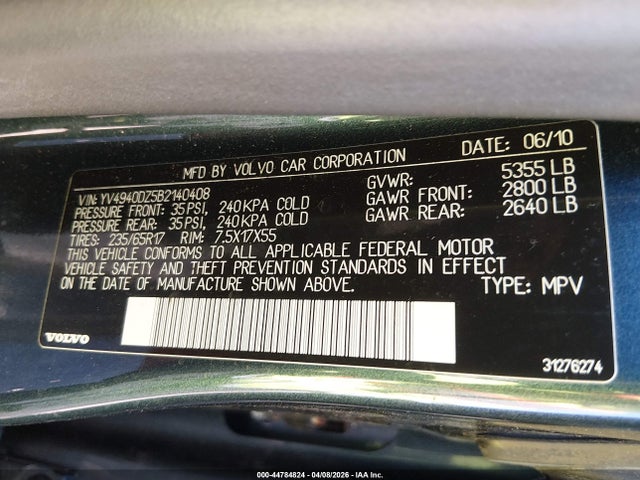 MFD BY VOLVO CAR CORPORATION DATE: 06/10
VIN: YV4940DZ5B2140408 GVWR: 5355 LB
PRESSURE FRONT: 35PSI, 240KPA COLD GAWR FRONT: 2800 LB
PRESSURE REAR: 35PSI, 240KPA COLD GAWR REAR: 2640 LB
TIRES: 235/65R17 RIM: 7.5X17X55
THIS VEHICLE CONFORMS TO ALL APPLICABLE FEDERAL MOTOR
VEHICLE SAFETY AND THEFT PREVENTION STANDARDS IN EFFECT
ON THE DATE OF MANUFACTURE SHOWN ABOVE. TYPE: MPV
VOLVO 31276274
000-44784824 04/08/2026 - IAA Inc.